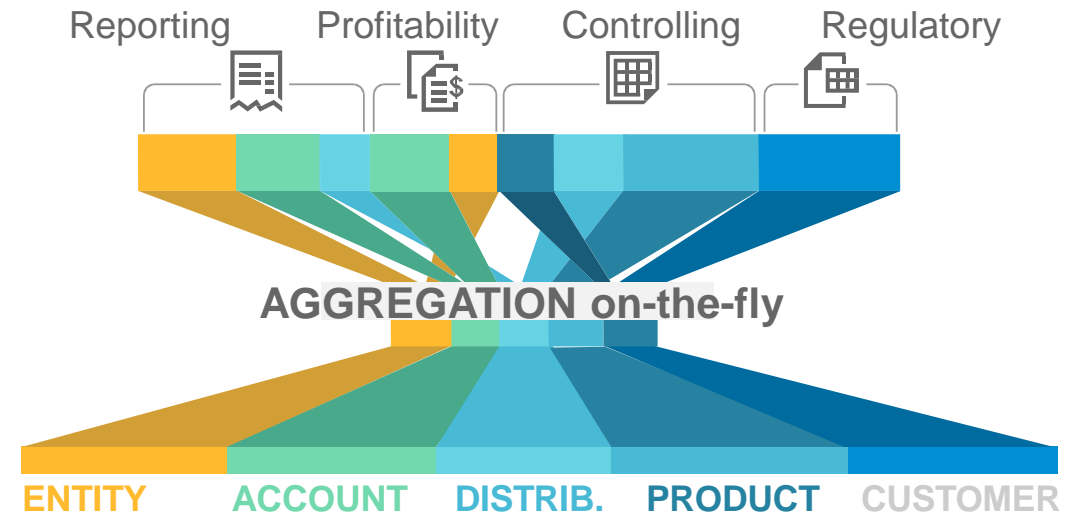 Reporting Profitability Controlling Regulatory
$
AGGREGATION on-the-fly
ENTITY ACCOUNT DISTRIB. PRODUCT CUSTOMER